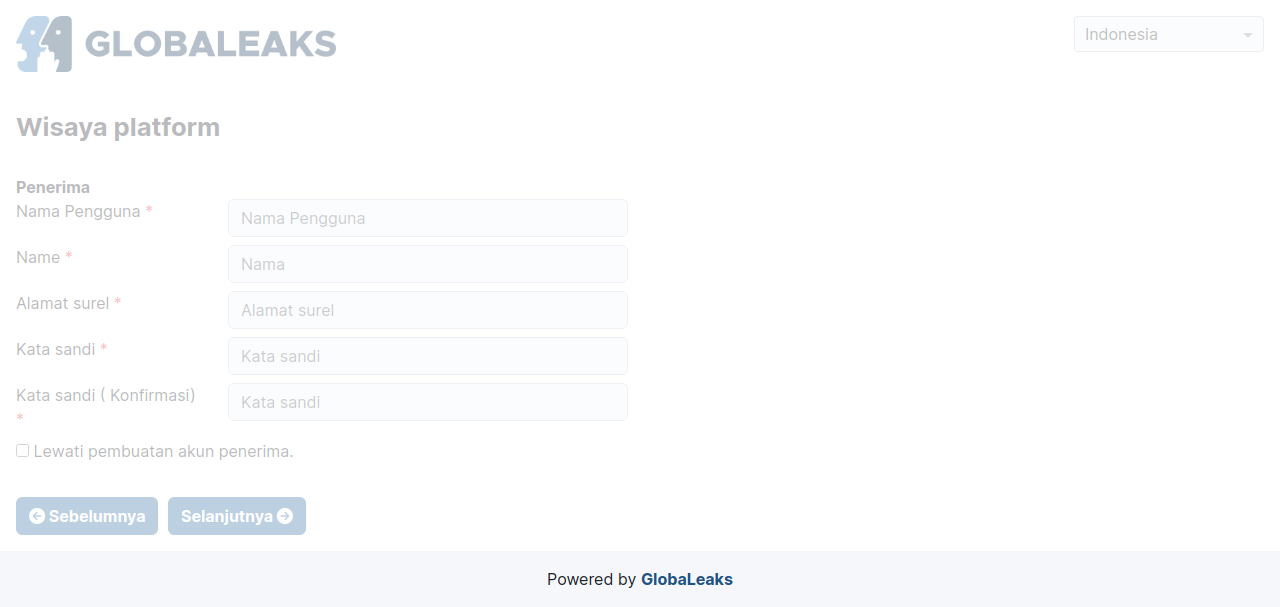 GLOBALEAKS
Indonesia
Wisaya platform
Penerima
Nama Pengguna *
Nama Pengguna
Name *
Nama
Alamat surel *
Alamat surel
Kata sandi *
Kata sandi
Kata sandi ( Konfirmasi)
*
Kata sandi
Lewati pembuatan akun penerima.
Sebelumnya
Selanjutnya
Powered by GlobaLeaks